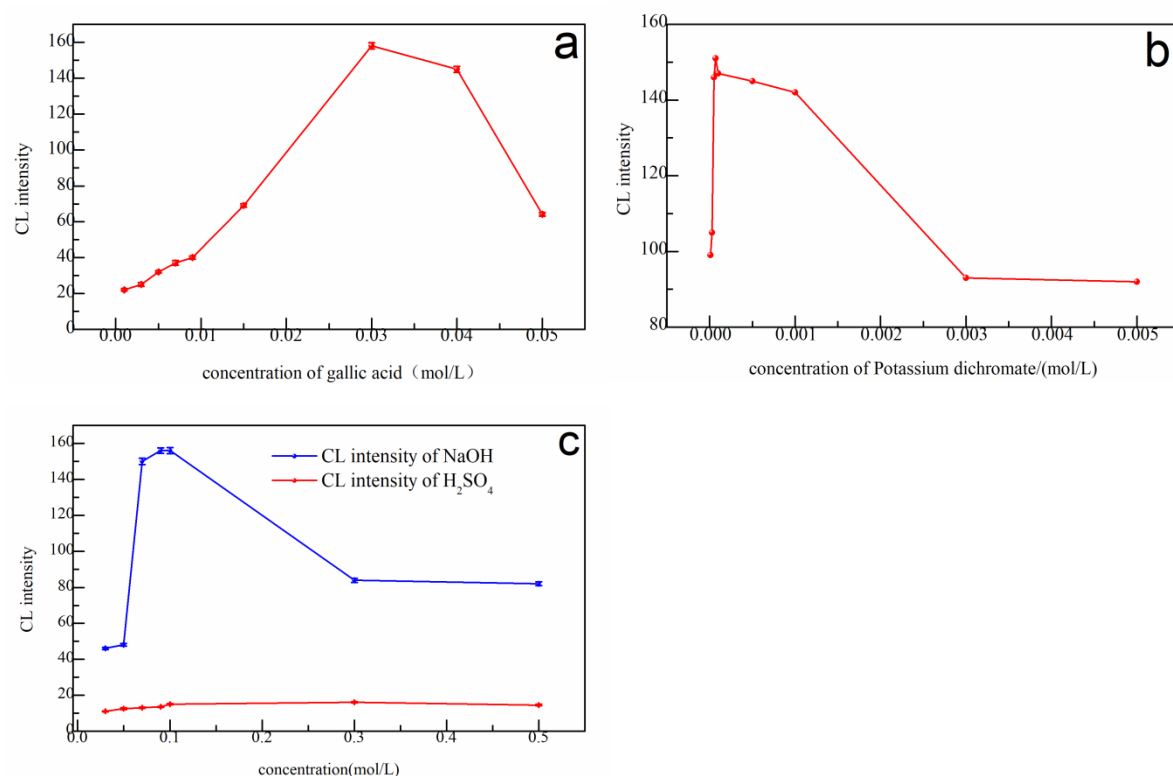 a
160
140
120
100
80
60
40
20
0
CL intensity
0.00 0.01 0.02 0.03 0.04 0.05
concentration of gallic acid（mol/L）
b
160
140
120
100
80
CL intensity
0.000 0.001 0.002 0.003 0.004 0.005
concentration of Potassium dichromate/(mol/L)
c
160
140
120
100
80
60
40
20
0
CL intensity
CL intensity of NaOH
CL intensity of H₂SO₄
0.0 0.1 0.2 0.3 0.4 0.5
concentration(mol/L)